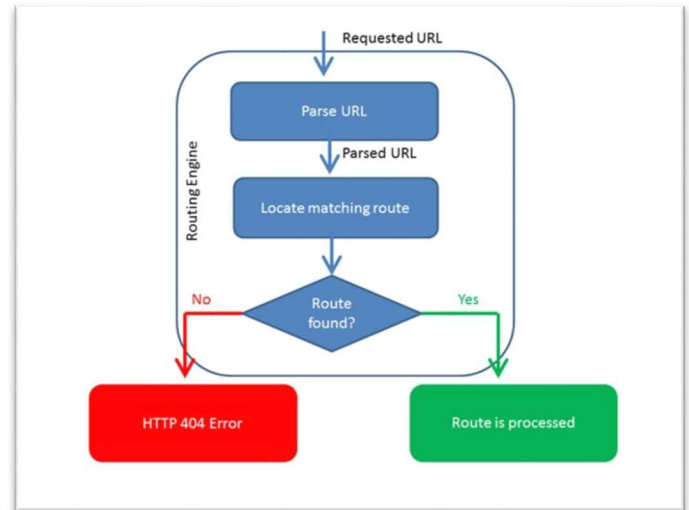 Requested URL
Parse URL
Parsed URL
Routing Engine
Locate matching route
Route
found?
No
Yes
HTTP 404 Error
Route is processed